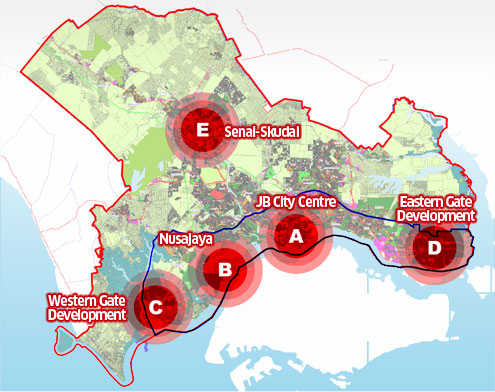 E
Senai-Skudai
JB City Centre
A
Eastern Gate
Development
D
Nusajaya
B
Western Gate
Development
C